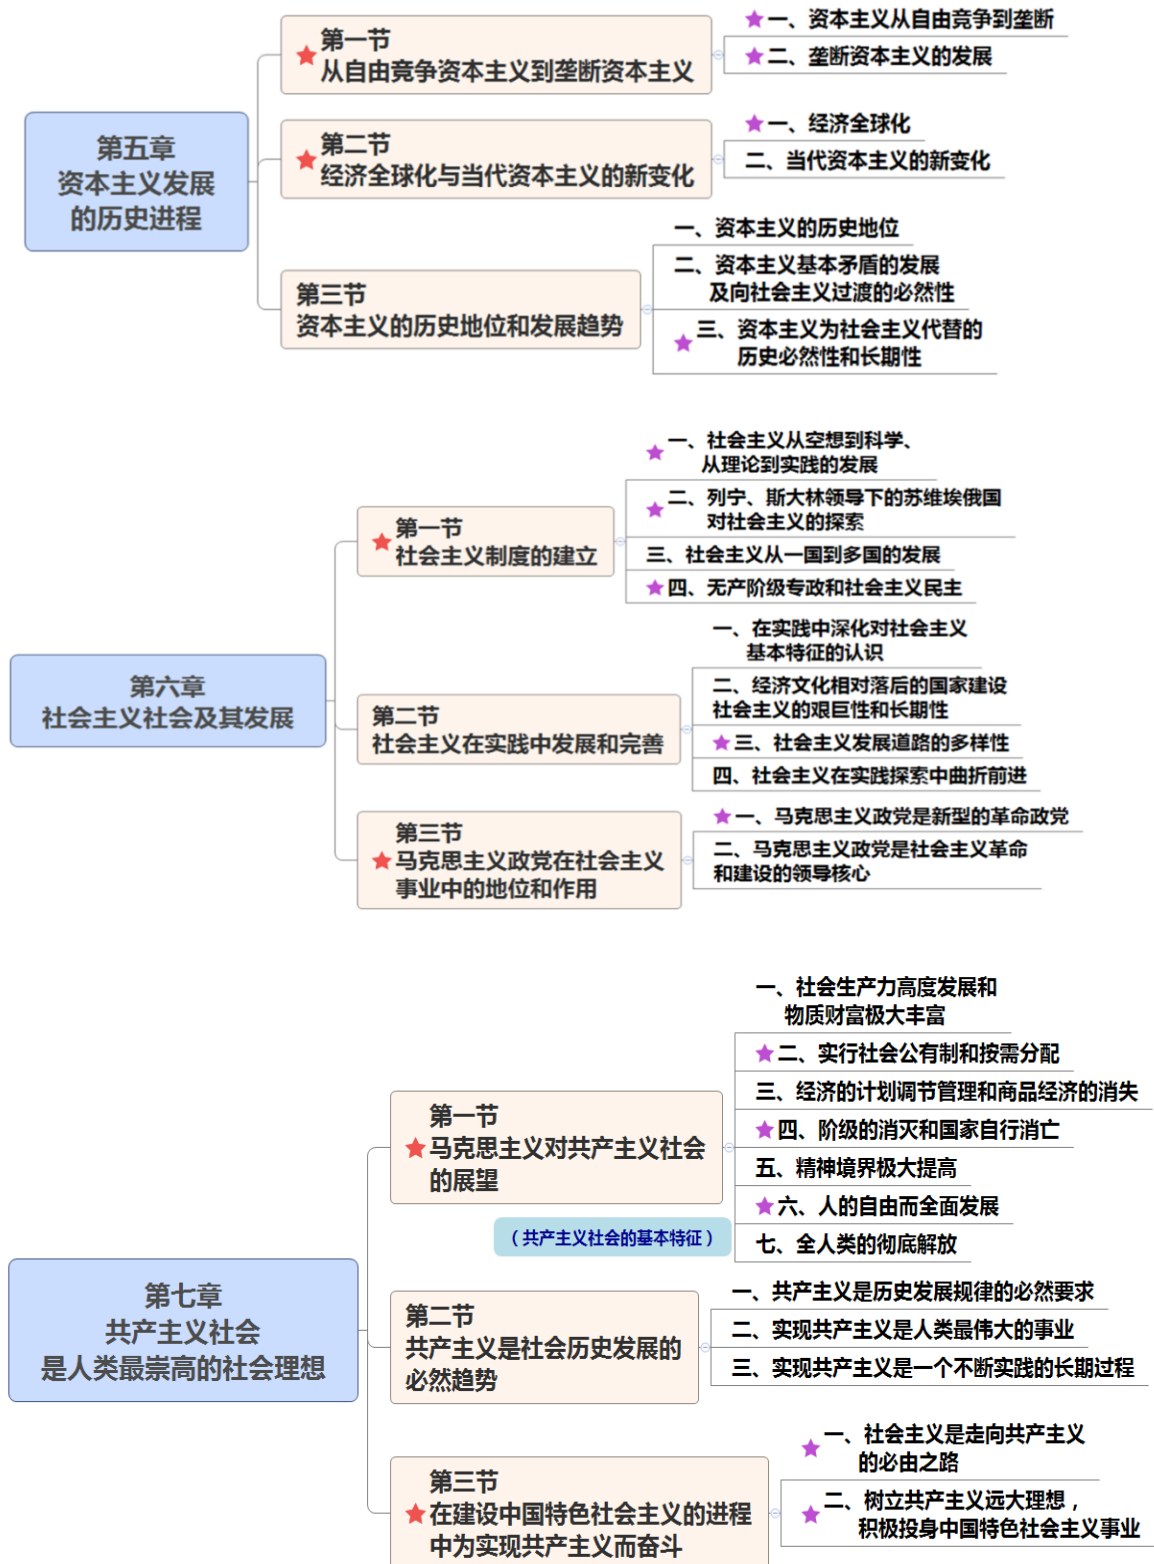 第五章
资本主义发展
的历史进程
第一节
从自由竞争资本主义到垄断资本主义
一、资本主义从自由竞争到垄断
二、垄断资本主义的发展
第二节
经济全球化与当代资本主义的新变化
一、经济全球化
二、当代资本主义的新变化
第三节
资本主义的历史地位和发展趋势
一、资本主义的历史地位
二、资本主义基本矛盾的发展
及向社会主义过渡的必然性
三、资本主义为社会主义代替的
历史必然性和长期性
第六章
社会主义社会及其发展
第一节
社会主义制度的建立
一、社会主义从空想到科学、
从理论到实践的发展
二、列宁、斯大林领导下的苏维埃俄国
对社会主义的探索
三、社会主义从一国到多国的发展
四、无产阶级专政和社会主义民主
第二节
社会主义在实践中发展和完善
一、在实践中深化对社会主义
基本特征的认识
二、经济文化相对落后的国家建设
社会主义的艰巨性和长期性
三、社会主义发展道路的多样性
四、社会主义在实践探索中曲折前进
第三节
马克思主义政党在社会主义
事业中的地位和作用
一、马克思主义政党是新型的革命政党
二、马克思主义政党是社会主义革命
和建设的领导核心
第七章
共产主义社会
是人类最崇高的社会理想
第一节
马克思主义对共产主义社会
的展望
（共产主义社会的基本特征）
一、社会生产力高度发展和
物质财富极大丰富
二、实行社会公有制和按需分配
三、经济的计划调节管理和商品经济的消失
四、阶级的消灭和国家自行消亡
五、精神境界极大提高
六、人的自由而全面发展
七、全人类的彻底解放
第二节
共产主义是社会历史发展的
必然趋势
一、共产主义是历史发展规律的必然要求
二、实现共产主义是人类最伟大的事业
三、实现共产主义是一个不断实践的长期过程
第三节
在建设中国特色社会主义的进程
中为实现共产主义而奋斗
一、社会主义是走向共产主义
的必由之路
二、树立共产主义远大理想，
积极投身中国特色社会主义事业